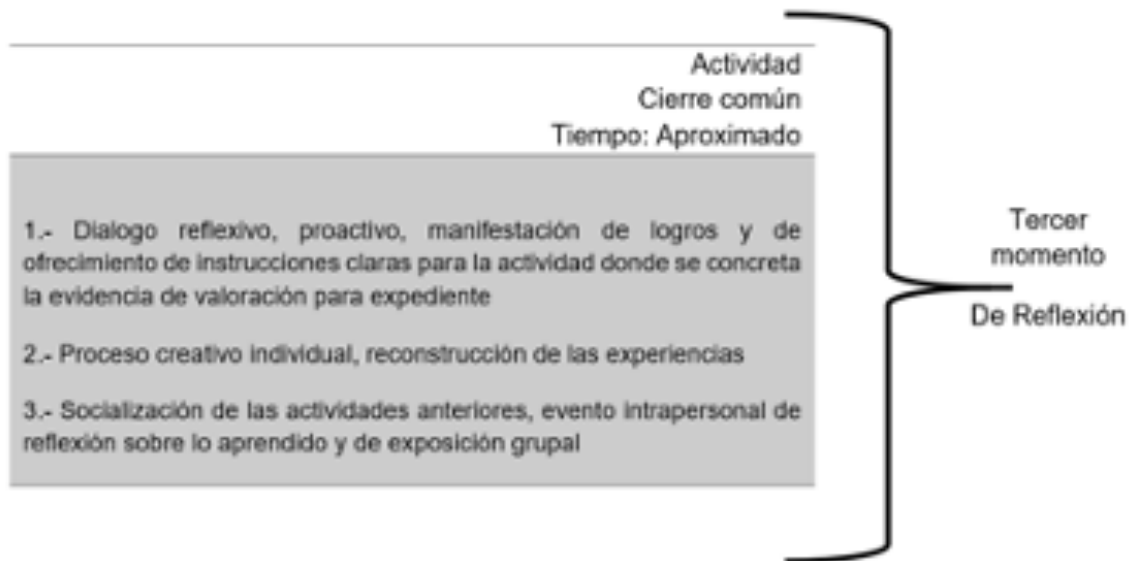 Actividad
Cierre común
Tiempo: Aproximado
1.- Dialogo reflexivo, proactivo, manifestación de logros y de
ofrecimiento de instrucciones claras para la actividad donde se concreta
la evidencia de valoración para expediente
2.- Proceso creativo individual, reconstrucción de las experiencias
3.- Socialización de las actividades anteriores, evento intrapersonal de
reflexión sobre lo aprendido y de exposición grupal
Tercer
momento
De Reflexión